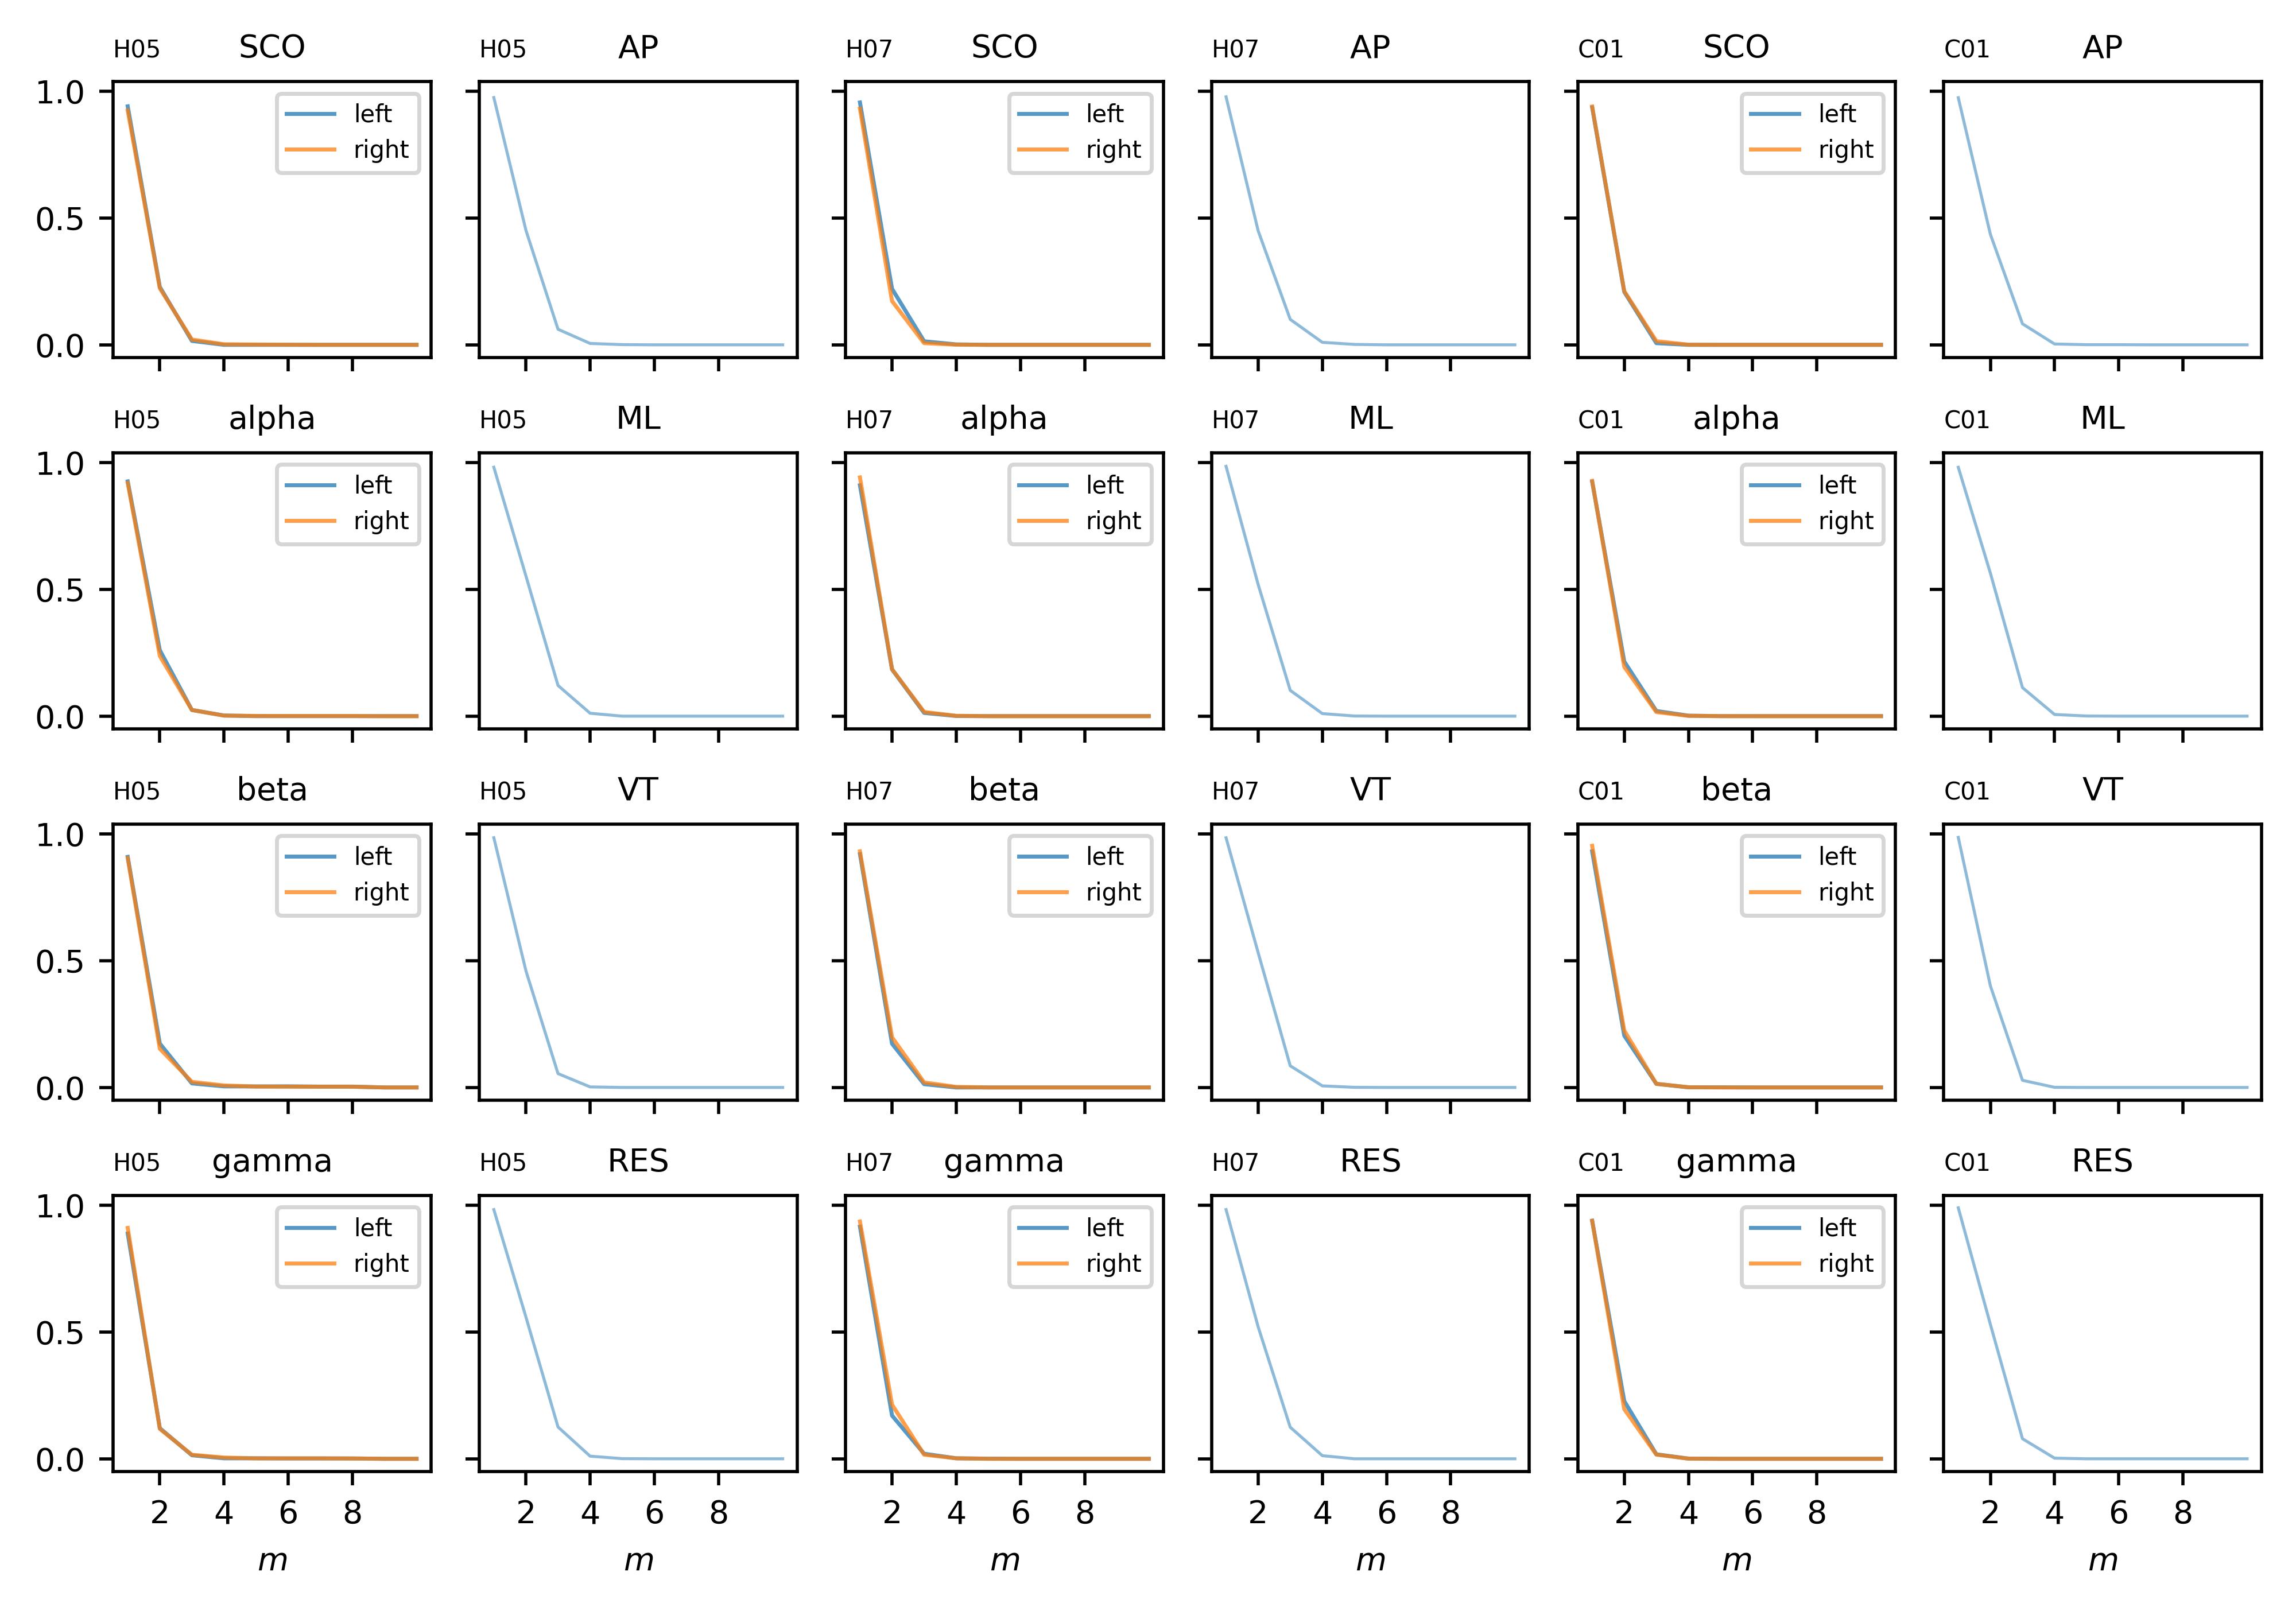 H05 SCO H05 AP H07 SCO H07 AP C01 SCO C01 AP
1.0 left left left
right right right
0.5
0.0
H05 alpha H05 ML H07 alpha H07 ML C01 alpha C01 ML
1.0 left left left
right right right
0.5
0.0
H05 beta H05 VT H07 beta H07 VT C01 beta C01 VT
1.0 left left left
right right right
0.5
0.0
H05 gamma H05 RES H07 gamma H07 RES C01 gamma C01 RES
1.0 left left left
right right right
0.5
0.0
2 4 6 8 2 4 6 8 2 4 6 8 2 4 6 8 2 4 6 8 2 4 6 8
m m m m m m